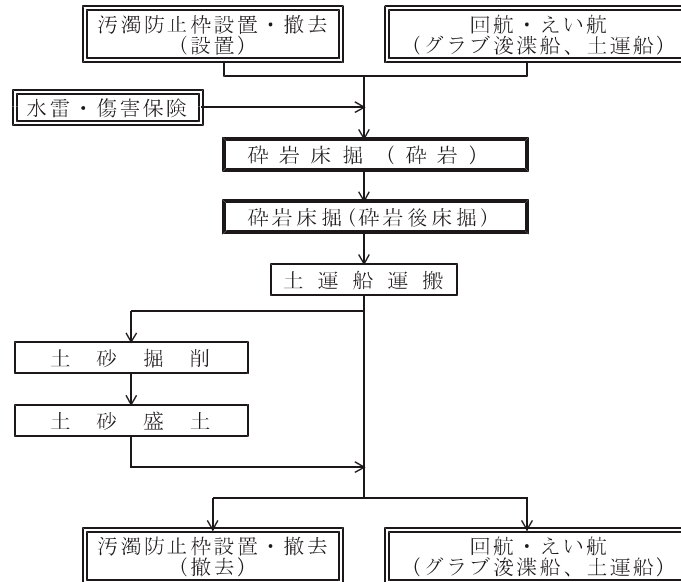 汚濁防止枠設置・撤去
(設置)
回航・えい航
(グラブ浚渫船、土運船)
水雷・傷害保険
砕岩床掘(砕岩)
砕岩床掘(砕岩後床掘)
土運船運搬
土砂掘削
土砂盛土
汚濁防止枠設置・撤去
(撤去)
回航・えい航
(グラブ浚渫船、土運船)